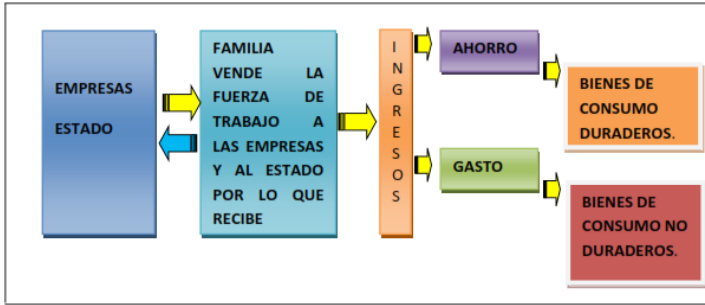 EMPRESAS
ESTADO
FAMILIA
VENDE LA
FUERZA DE
TRABAJO A
LAS EMPRESAS
Y AL ESTADO
POR LO QUE
RECIBE
I
N
G
R
E
S
O
S
AHORRO
BIENES DE
CONSUMO
DURADEROS.
GASTO
BIENES DE
CONSUMO NO
DURADEROS.